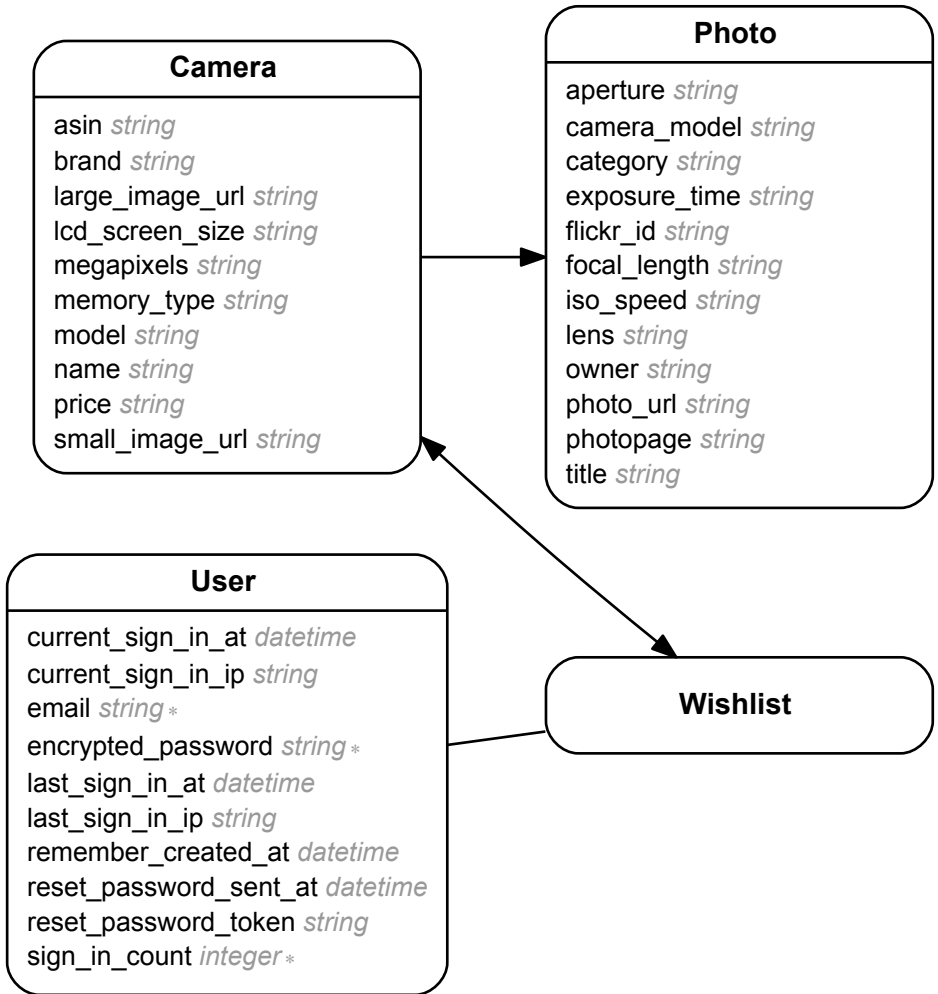 Camera
asin string
brand string
large_image_url string
lcd_screen_size string
megapixels string
memory_type string
model string
name string
price string
small_image_url string
Photo
aperture string
camera_model string
category string
exposure_time string
flickr_id string
focal_length string
iso_speed string
lens string
owner string
photo_url string
photopage string
title string
User
current_sign_in_at datetime
current_sign_in_ip string
email string *
encrypted_password string *
last_sign_in_at datetime
last_sign_in_ip string
remember_created_at datetime
reset_password_sent_at datetime
reset_password_token string
sign_in_count integer *
Wishlist